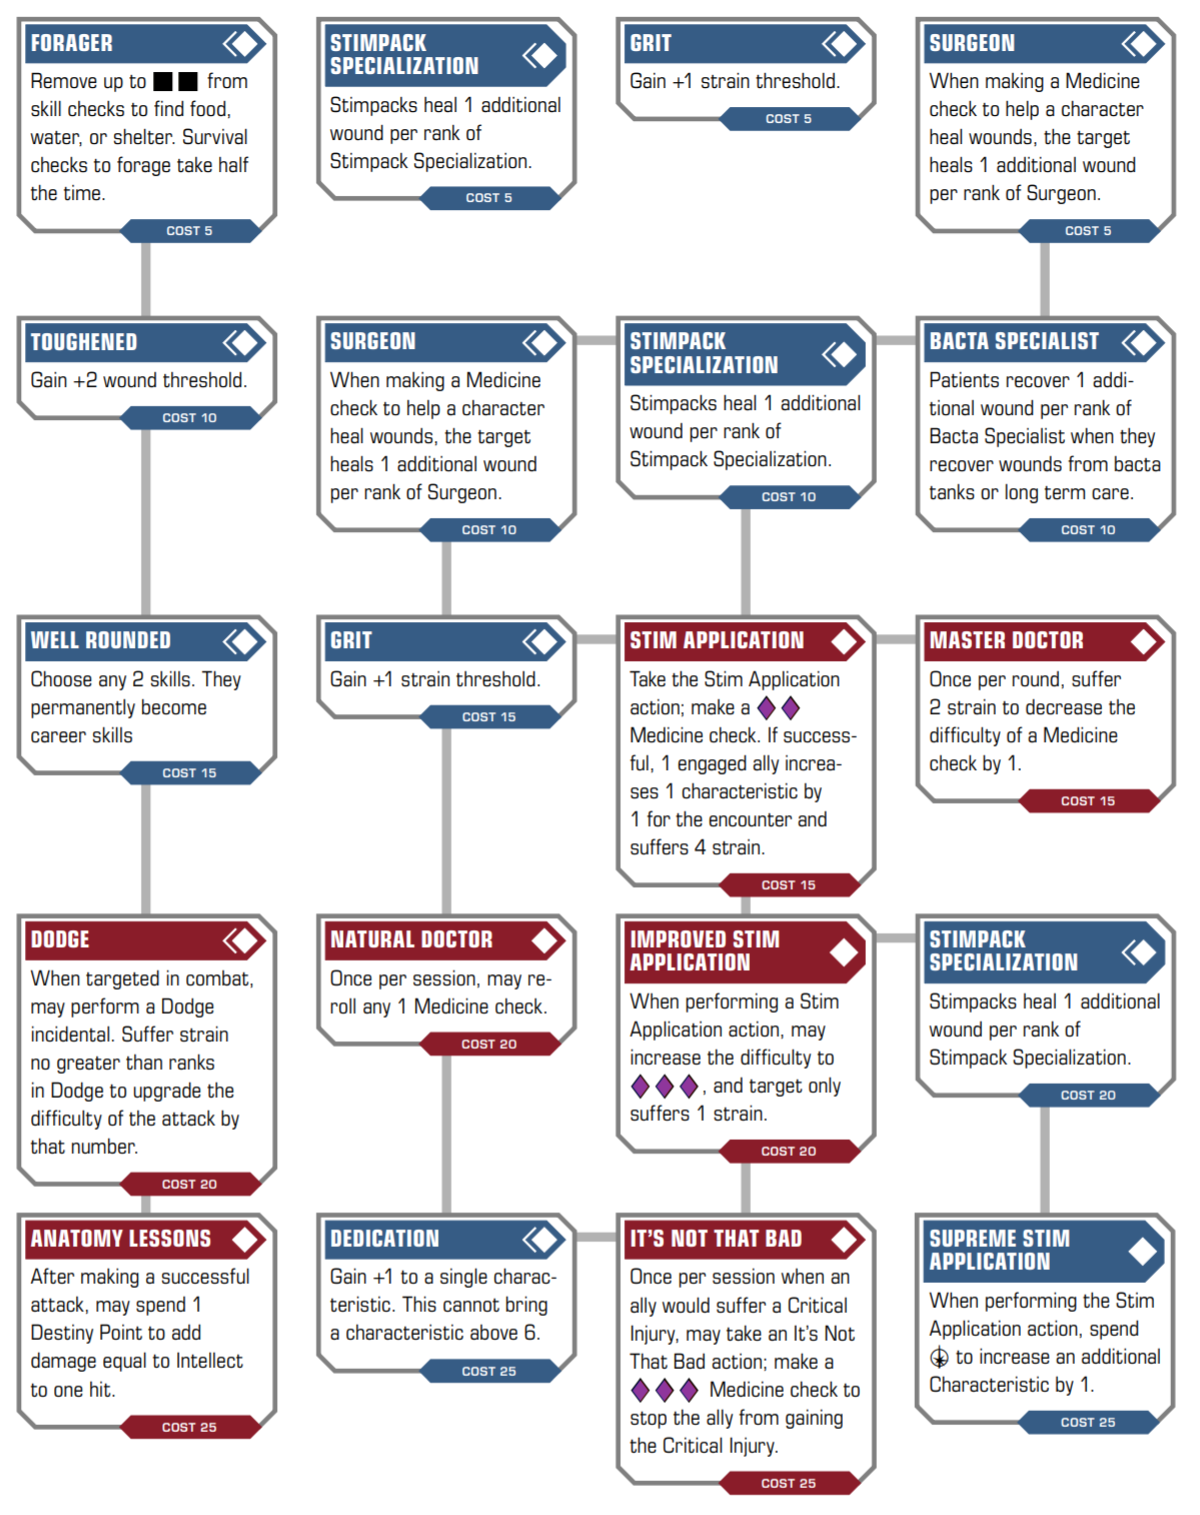 FORAGER
Remove up to from
skill checks to find food,
water, or shelter. Survival
checks to forage take half
the time.
COST 5
STIMPACK
SPECIALIZATION
Stimpacks heal 1 additional
wound per rank of
Stimpack Specialization.
COST 5
GRIT
Gain +1 strain threshold.
COST 5
SURGEON
When making a Medicine
check to help a character
heal wounds, the target
heals 1 additional wound
per rank of Surgeon.
COST 5
TOUGHENED
Gain +2 wound threshold.
COST 10
SURGEON
When making a Medicine
check to help a character
heal wounds, the target
heals 1 additional wound
per rank of Surgeon.
COST 10
STIMPACK
SPECIALIZATION
Stimpacks heal 1 additional
wound per rank of
Stimpack Specialization.
COST 10
BACTA SPECIALIST
Patients recover 1 addi-
tional wound per rank of
Bacta Specialist when they
recover wounds from bacta
tanks or long term care.
COST 10
WELL ROUNDED
Choose any 2 skills. They
permanently become
career skills
COST 15
GRIT
Gain +1 strain threshold.
COST 15
STIM APPLICATION
Take the Stim Application
action; make a
Medicine check. If success-
ful, 1 engaged ally increa-
ses 1 characteristic by
1 for the encounter and
suffers 4 strain.
COST 15
MASTER DOCTOR
Once per round, suffer
2 strain to decrease the
difficulty of a Medicine
check by 1.
COST 15
DODGE
When targeted in combat,
may perform a Dodge
incidental. Suffer strain
no greater than ranks
in Dodge to upgrade the
difficulty of the attack by
that number.
COST 20
NATURAL DOCTOR
Once per session, may re-
roll any 1 Medicine check.
COST 20
IMPROVED STIM
APPLICATION
When performing a Stim
Application action, may
increase the difficulty to
, and target only
suffers 1 strain.
COST 20
STIMPACK
SPECIALIZATION
Stimpacks heal 1 additional
wound per rank of
Stimpack Specialization.
COST 20
ANATOMY LESSONS
After making a successful
attack, may spend 1
Destiny Point to add
damage equal to Intellect
to one hit.
COST 25
DEDICATION
Gain +1 to a single charac-
teristic. This cannot bring
a characteristic above 6.
COST 25
IT'S NOT THAT BAD
Once per session when an
ally would suffer a Critical
Injury, may take an It's Not
That Bad action; make a
Medicine check to
stop the ally from gaining
the Critical Injury.
COST 25
SUPREME STIM
APPLICATION
When performing the Stim
Application action, spend
to increase an additional
Characteristic by 1.
COST 25